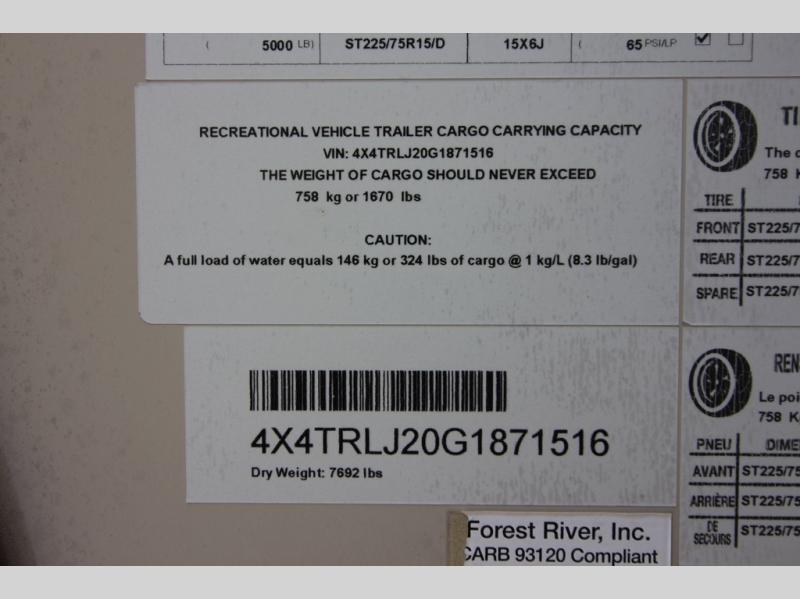 ( 5000 LB) ST225/75R15/D 15X6J ( 65 PSI/LP
RECREATIONAL VEHICLE TRAILER CARGO CARRYING CAPACITY
VIN: 4X4TRLJ20G1871516
THE WEIGHT OF CARGO SHOULD NEVER EXCEED
758 kg or 1670 lbs
CAUTION:
A full load of water equals 146 kg or 324 lbs of cargo @ 1 kg/L (8.3 lb/gal)
4X4TRLJ20G1871516
Dry Weight: 7692 lbs
Forest River, Inc.
CARB 93120 Compliant
TI
The c
758 K
TIRE
FRONT ST225/7
REAR ST225/7
SPARE ST225/7
REN
Le poi
758 K
PNEU DIME
AVANT ST225/75
ARRIÈRE ST225/75
DE
SECOURS ST225/75